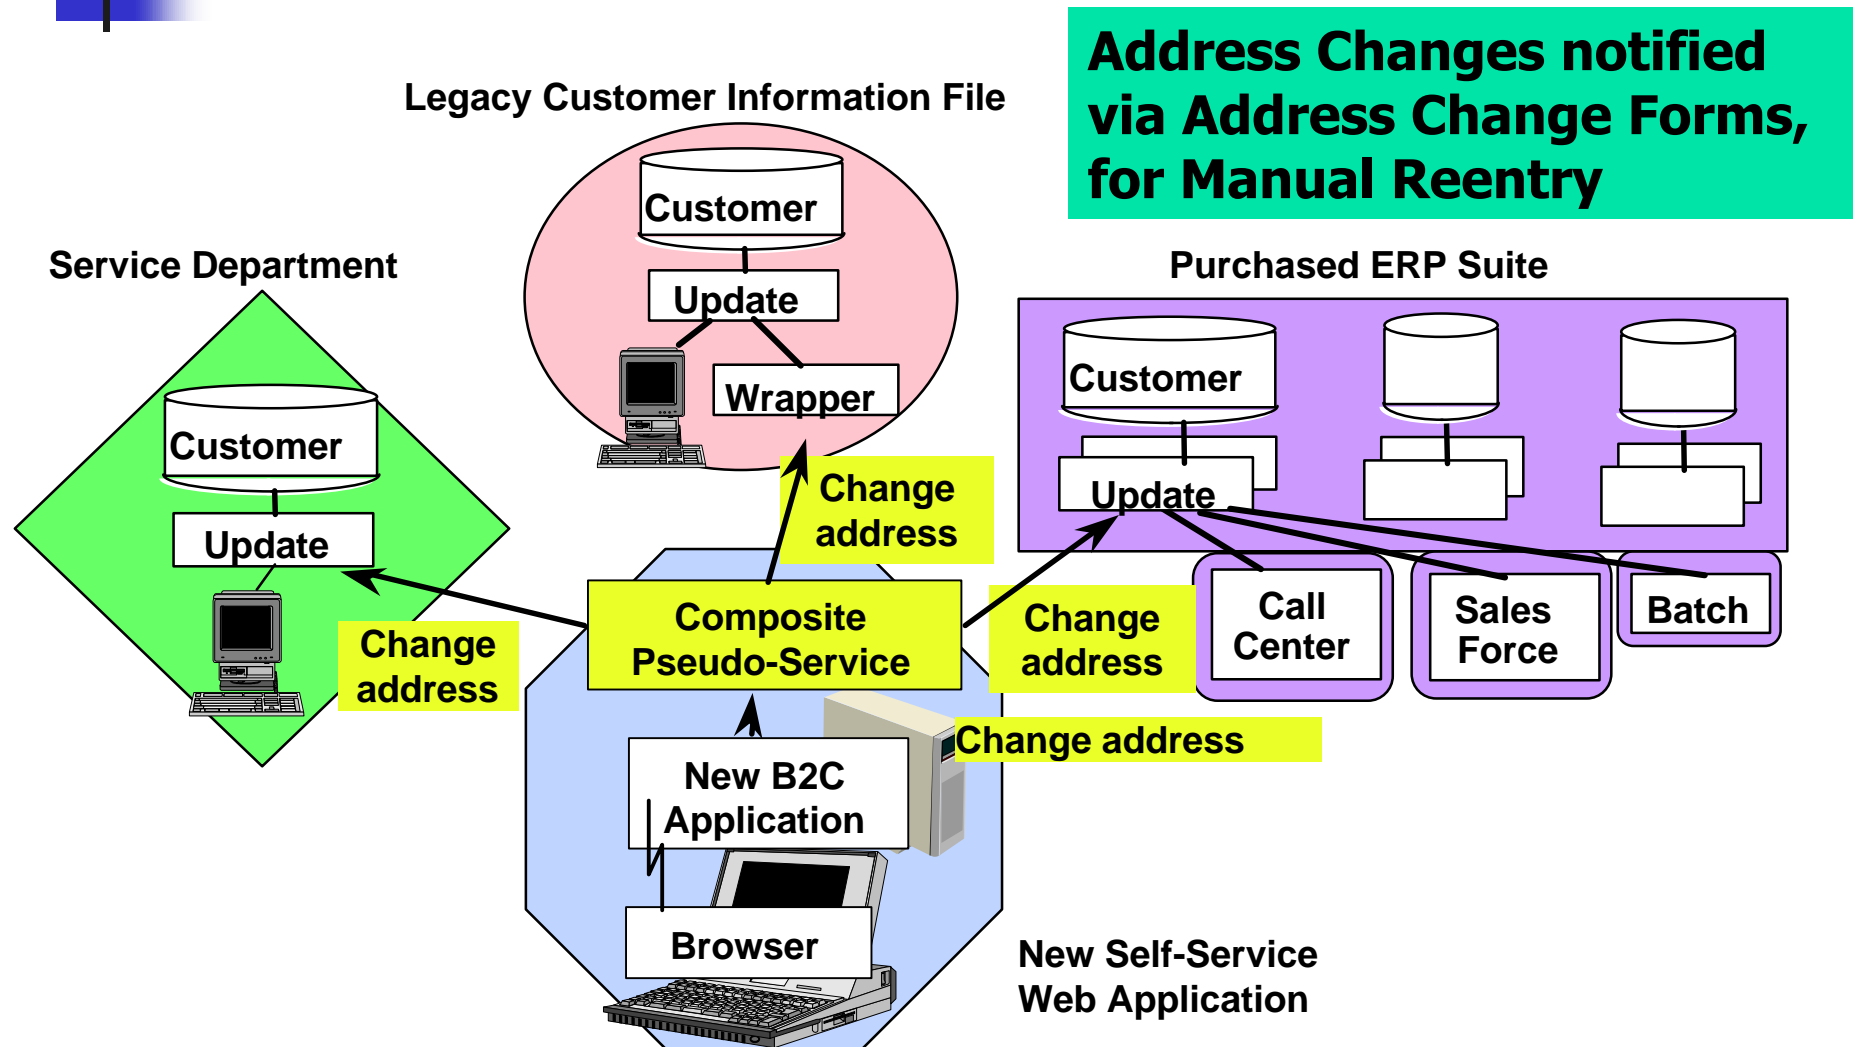 Address Changes notified
via Address Change Forms,
for Manual Reentry
Legacy Customer Information File
Customer
Update
Wrapper
Service Department
Customer
Update
Purchased ERP Suite
Customer
Update
Call
Center
Sales
Force
Batch
Change
address
Change
address
Change
address
Composite
Pseudo-Service
Change address
New B2C
Application
Browser
New Self-Service
Web Application